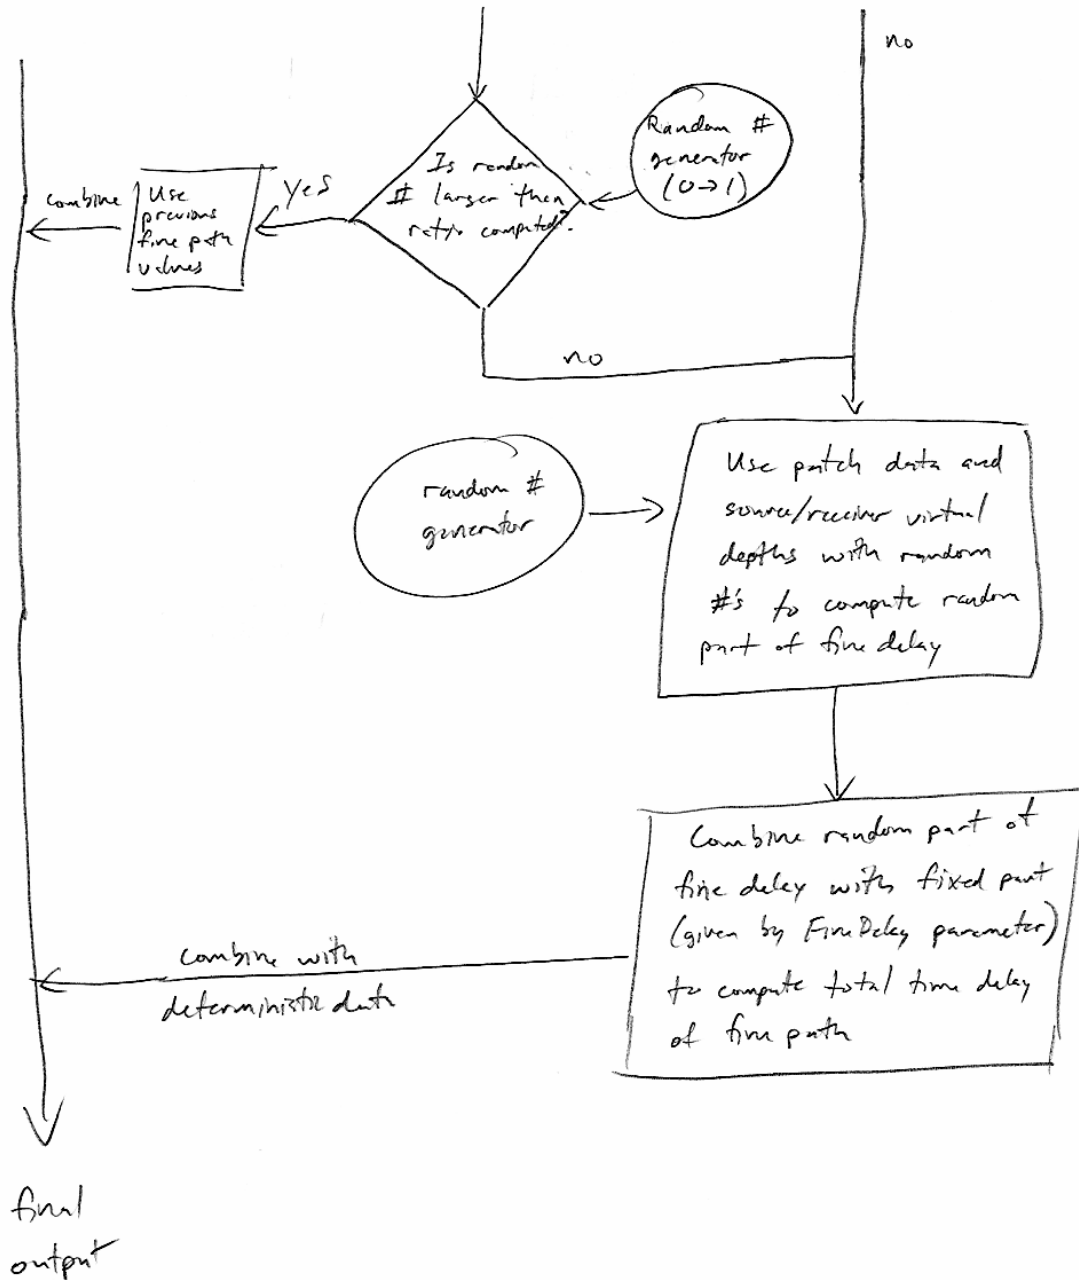 no
Random #
generator
(0→1)
Is random
# larger then
ratio computed?
yes
combine
Use
previous
fine path
values
no
random #
generator
Use patch data and
source/receiver virtual
depths with random
#'s to compute random
part of fine delay
Combine random part of
fine delay with fixed part
(given by FineDelay parameter)
to compute total time delay
of fine path
combine with
deterministic data
final
output